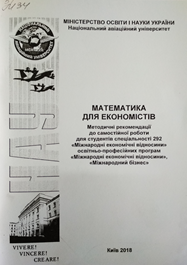 МІНІСТЕРСТВО ОСВІТИ І НАУКИ УКРАЇНИ
Національний авіаційний університет
НАУ
МАТЕМАТИКА
ДЛЯ ЕКОНОМІСТІВ
Методичні рекомендації
до самостійної роботи
для студентів спеціальності 292
«Міжнародні економічні відносини»
освітньо-професійних програм
«Міжнародні економічні відносини»,
«Міжнародний бізнес»
VIVERE!
VINCERE!
CREARE!
Київ 2018